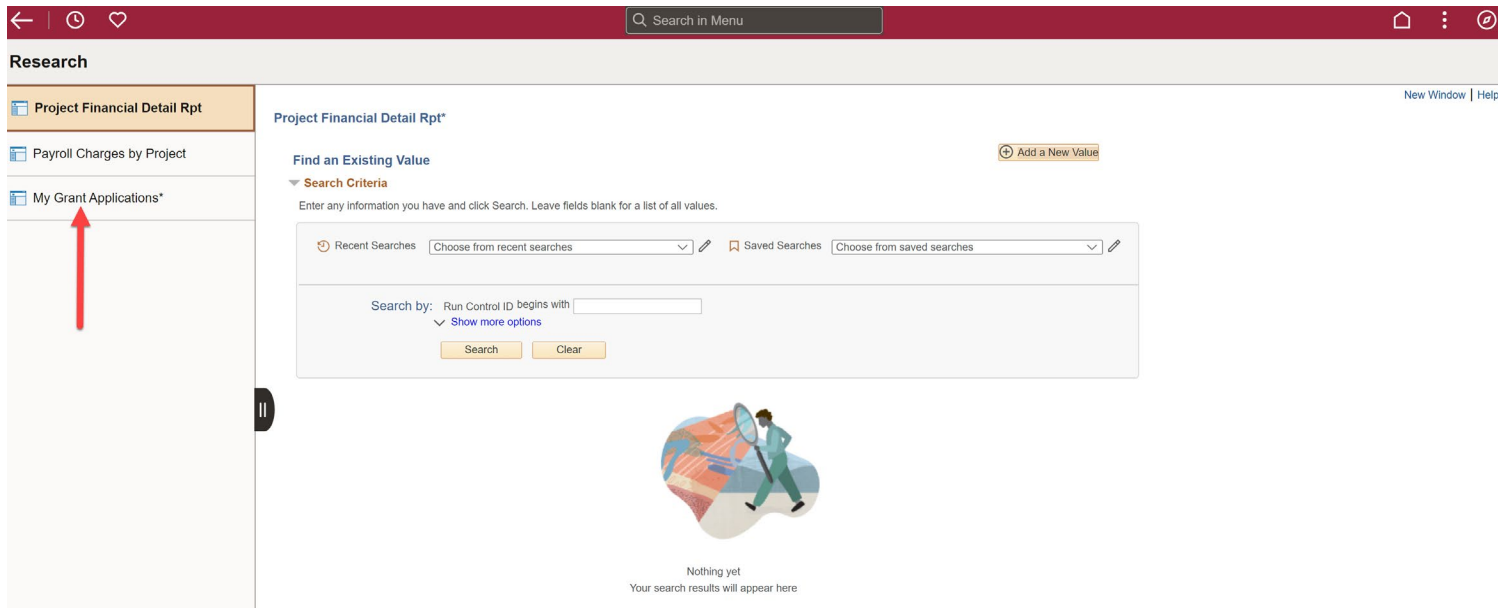 Search in Menu
Research
Project Financial Detail Rpt
Payroll Charges by Project
My Grant Applications*
New Window | Help
Project Financial Detail Rpt*
Find an Existing Value
Add a New Value
Search Criteria
Enter any information you have and click Search. Leave fields blank for a list of all values.
Recent Searches Choose from recent searches Saved Searches Choose from saved searches
Search by: Run Control ID begins with
Show more options
Search Clear
Nothing yet
Your search results will appear here